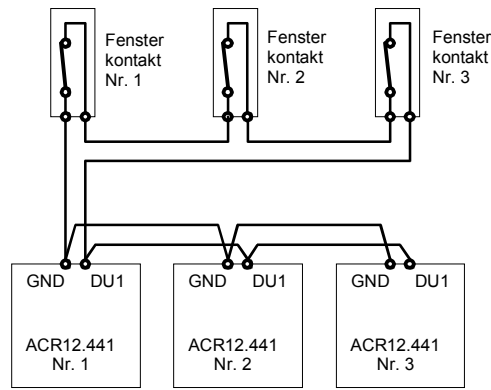 Fenster
kontakt
Nr. 1
Fenster
kontakt
Nr. 2
Fenster
kontakt
Nr. 3
GND DU1
GND DU1
GND DU1
ACR12.441
Nr. 1
ACR12.441
Nr. 2
ACR12.441
Nr. 3